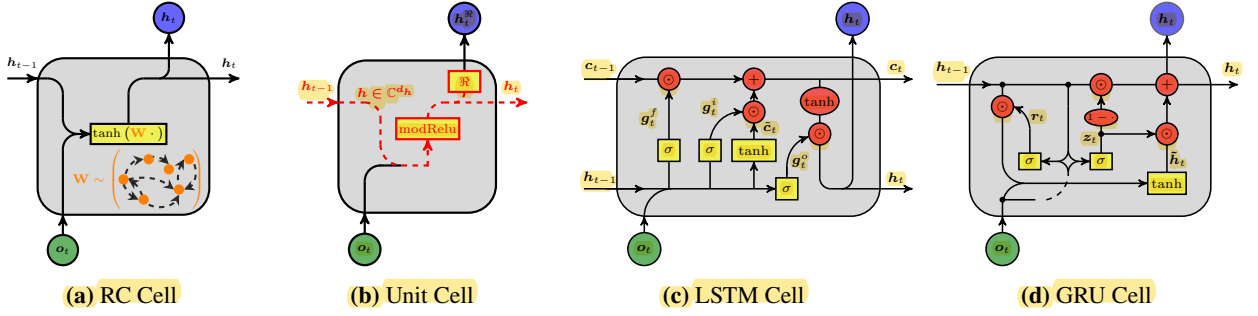 h_t
h_{t-1}
h_t
tanh (W ·)
W ~
o_t
(a) RC Cell
h_t^ℜ
ℜ
h_{t-1}
h ∈ ℂ^{d_h}
h_t
modRelu
o_t
(b) Unit Cell
h_t
c_{t-1}
⊙
+
c_t
tanh
g_t^f
g_t^i
⊙
c̃_t
⊙
σ
σ
tanh
g_t^o
h_{t-1}
σ
h_t
o_t
(c) LSTM Cell
h_t
h_{t-1}
⊙
+
h_t
⊙
r_t
1 − ·
z_t
⊙
σ
σ
h̃_t
tanh
o_t
(d) GRU Cell